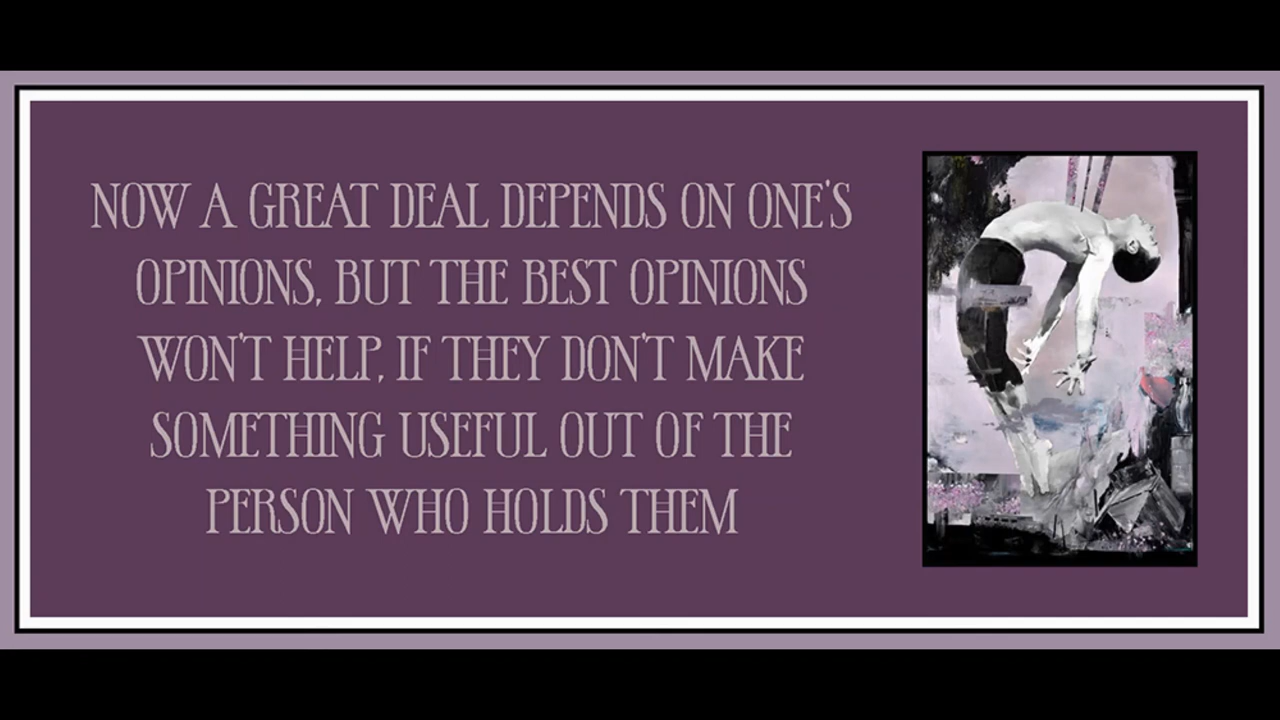 NOW A GREAT DEAL DEPENDS ON ONE'S
OPINIONS, BUT THE BEST OPINIONS
WON'T HELP, IF THEY DON'T MAKE
SOMETHING USEFUL OUT OF THE
PERSON WHO HOLDS THEM